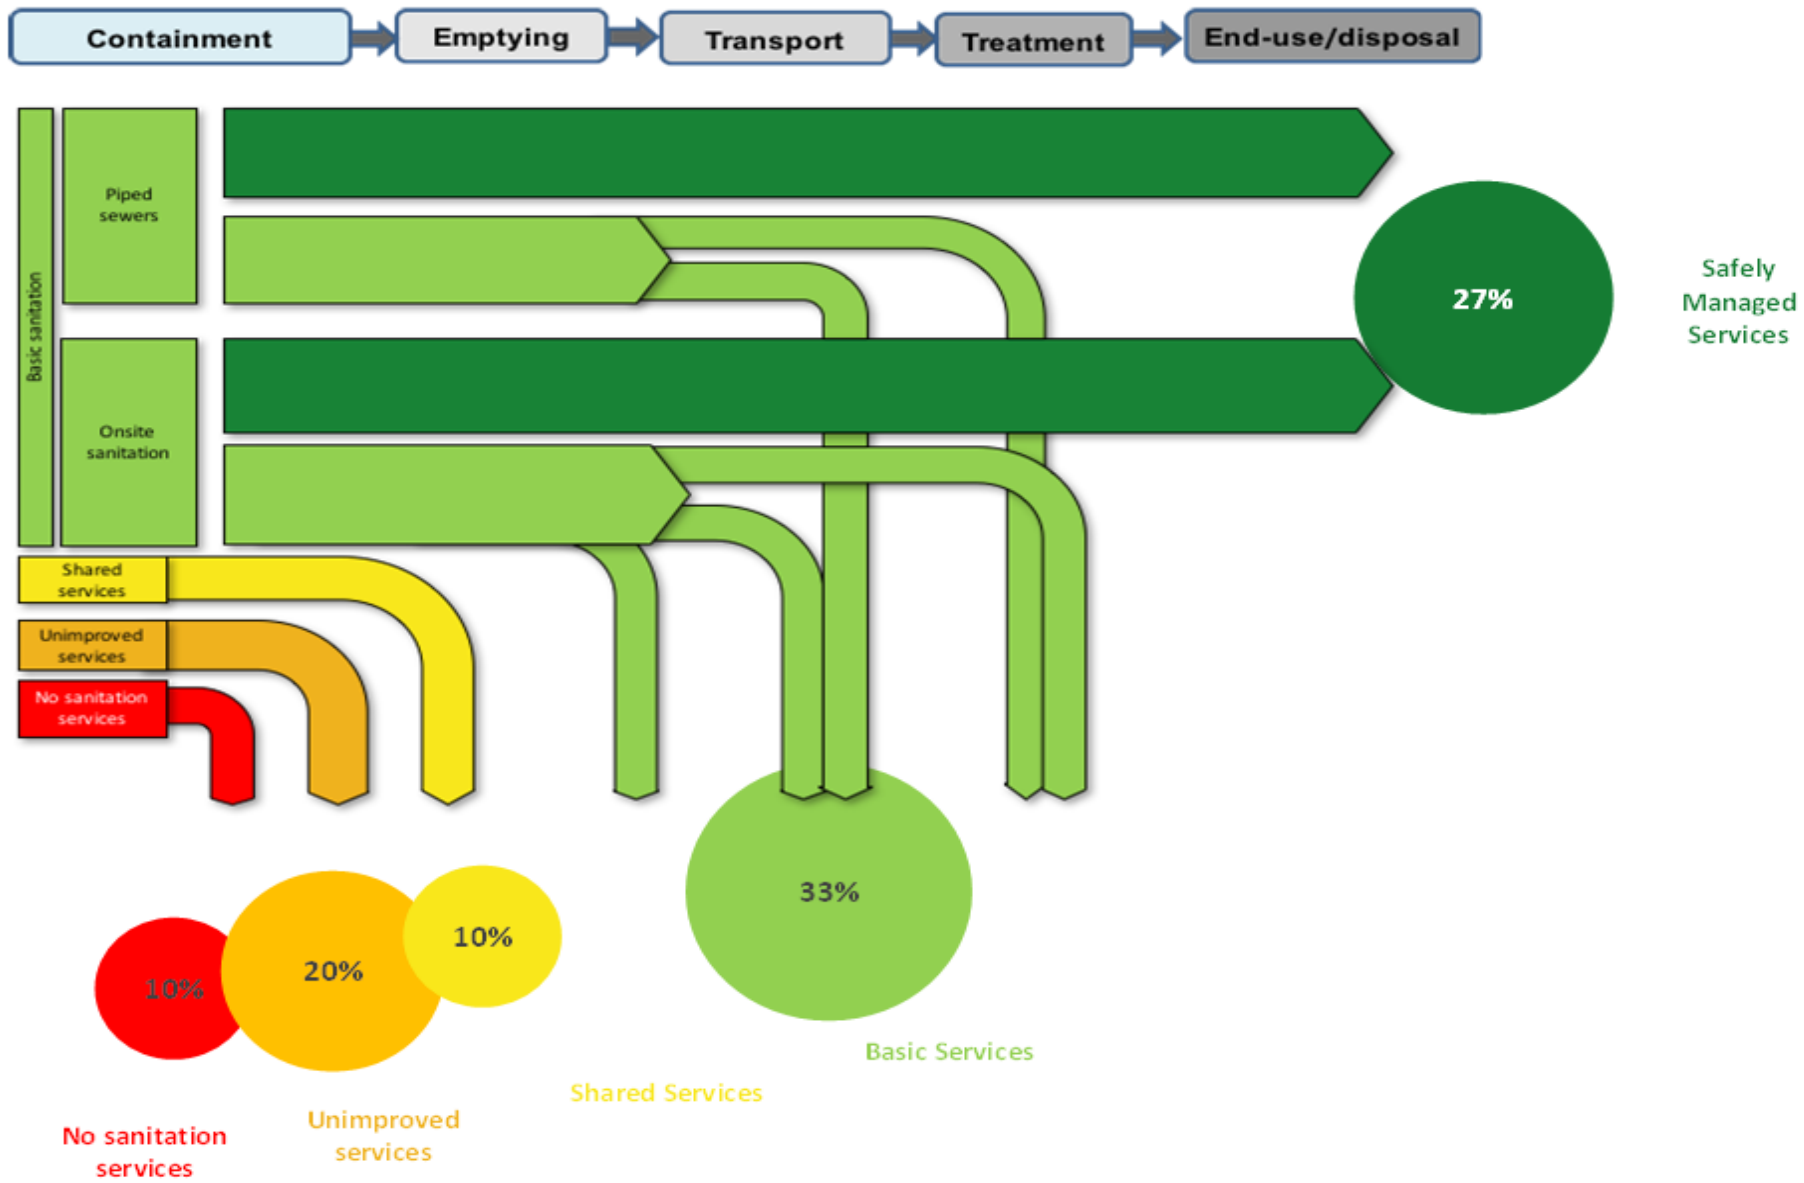 Containment
Emptying
Transport
Treatment
End-use/disposal
Basic sanitation
Piped
sewers
Onsite
sanitation
Shared
services
Unimproved
services
No sanitation
services
27%
Safely
Managed
Services
33%
Basic Services
10%
Shared Services
20%
Unimproved
services
10%
No sanitation
services